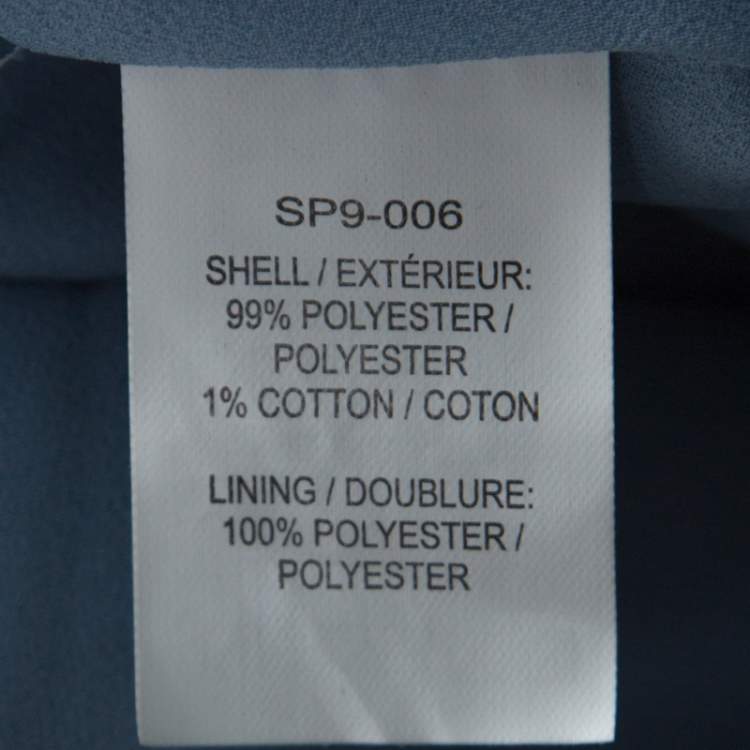 SP9-006
SHELL / EXTÉRIEUR:
99% POLYESTER /
POLYESTER
1% COTTON / COTON
LINING / DOUBLURE:
100% POLYESTER /
POLYESTER